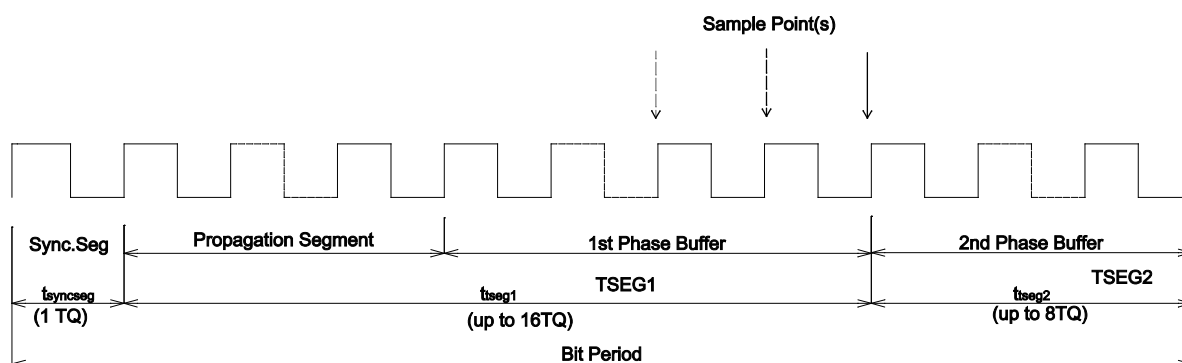 Sample Point(s)
Sync.Seg
Propagation Segment
1st Phase Buffer
2nd Phase Buffer
TSEG1
TSEG2
tsyncseg
ttseg1
ttseg2
(1 TQ)
(up to 16TQ)
(up to 8TQ)
Bit Period